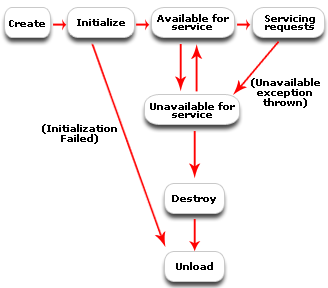 Create
Initialize
Available for
service
Servicing
requests
(Unavailable
exception
thrown)
Unavailable for
service
(Initialization
Failed)
Destroy
Unload